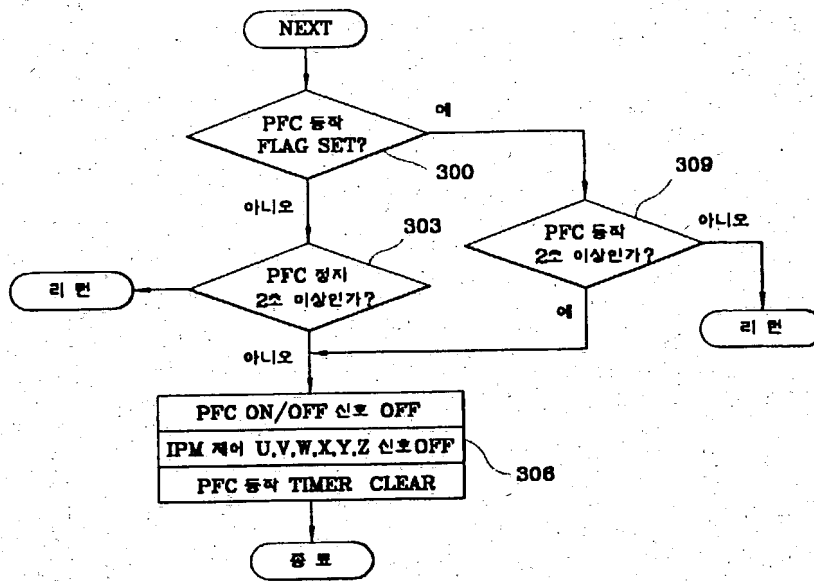 NEXT
예
PFC 동작
FLAG SET?
300
309
아니오
303
아니오
PFC 동작
2초 이상인가?
PFC 정지
2초 이상인가?
리 턴
예
리 턴
아니오
PFC ON/OFF 신호 OFF
IPM 제어 U,V,W,X,Y,Z 신호OFF
306
PFC 동작 TIMER CLEAR
종 료